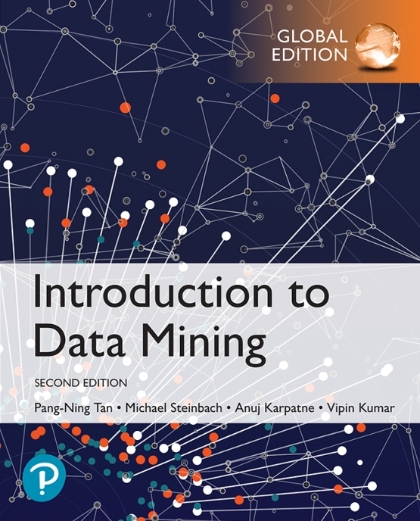 GLOBAL
EDITION
Introduction to
Data Mining
SECOND EDITION
Pang-Ning Tan • Michael Steinbach • Anuj Karpatne • Vipin Kumar
P